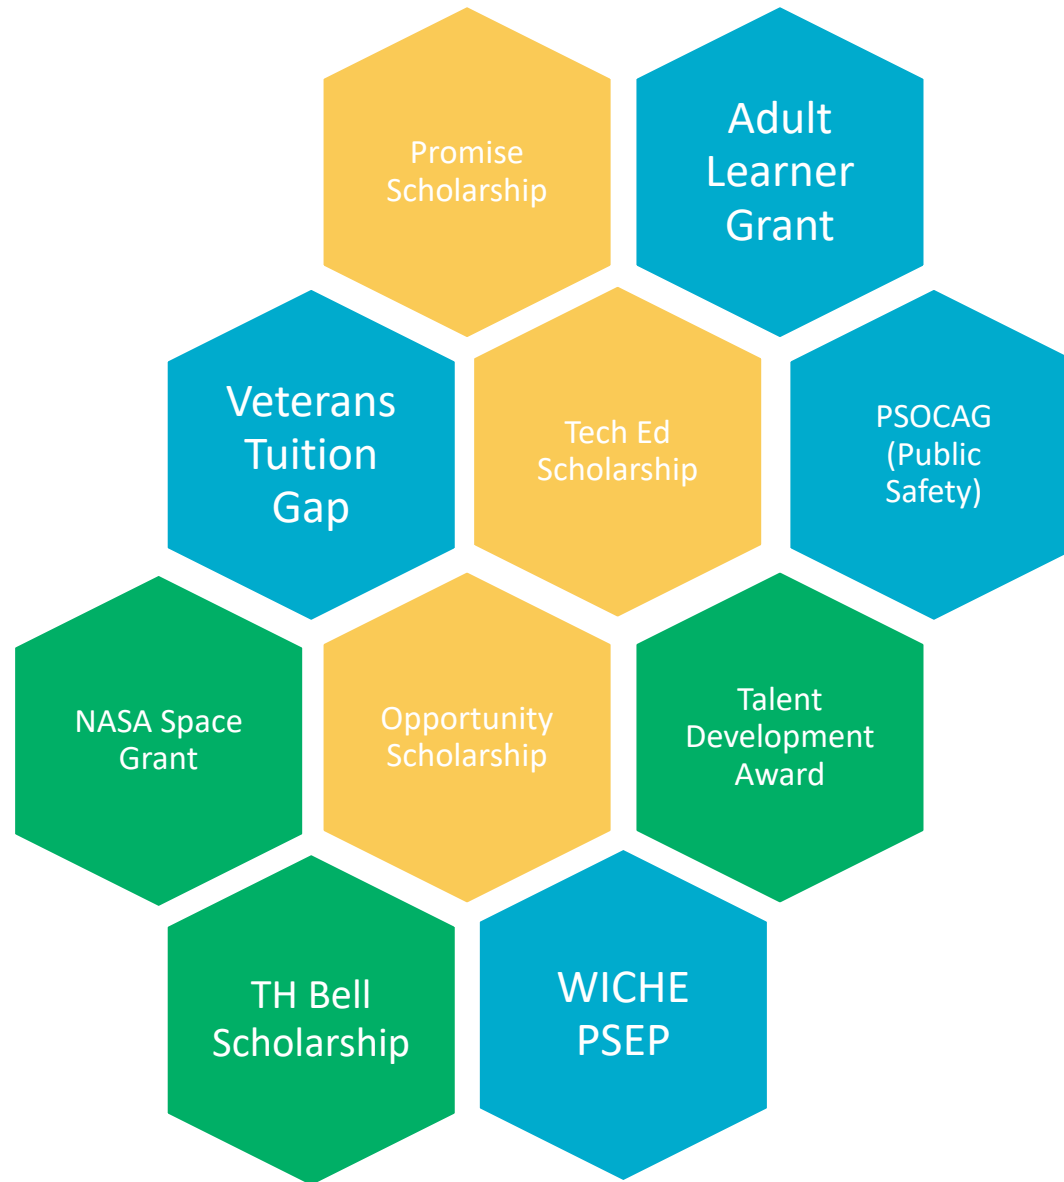 Promise
Scholarship
Adult
Learner
Grant
Veterans
Tuition
Gap
Tech Ed
Scholarship
PSOCAG
(Public
Safety)
NASA Space
Grant
Opportunity
Scholarship
Talent
Development
Award
TH Bell
Scholarship
WICHE
PSEP